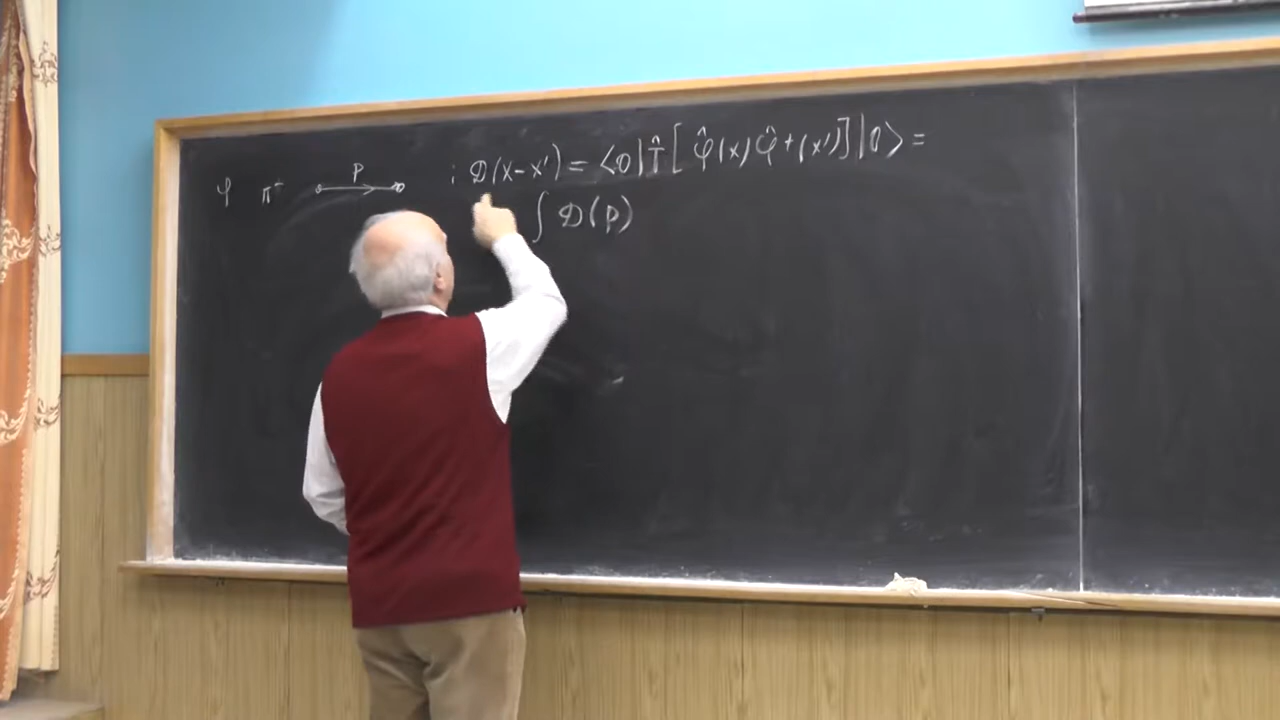 φ π⁺ p i 𝒟(x-x') = <0|T̂[φ̂(x)φ̂⁺(x')]|0> =
∫ 𝒟(p)